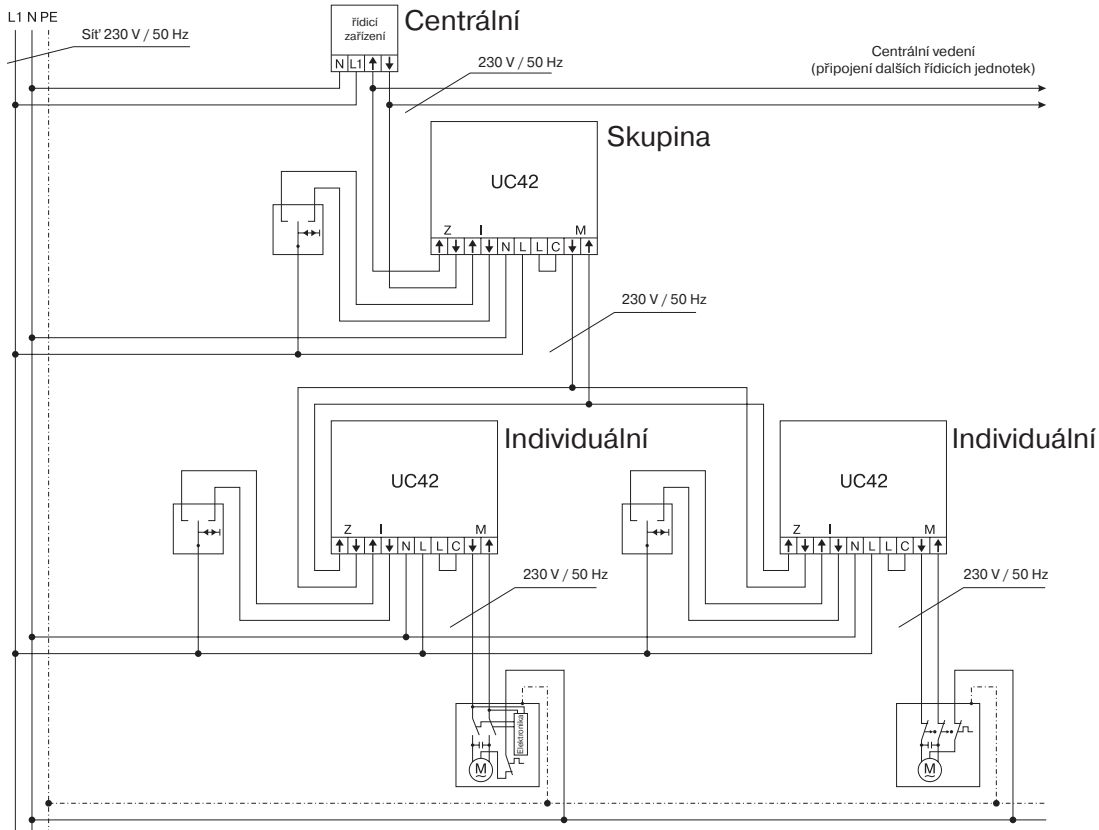 L1 N PE
Síť 230 V / 50 Hz
řídicí
zařízení
Centrální
N L1 ↑ ↓
230 V / 50 Hz
Centrální vedení
(připojení dalších řídicích jednotek)
Skupina
UC42
Z I M
↑ ↓ ↑ ↓ N L L C ↓ ↑
230 V / 50 Hz
Individuální
UC42
Z I M
↑ ↓ ↑ ↓ N L L C ↓ ↑
230 V / 50 Hz
Individuální
UC42
Z I M
↑ ↓ ↑ ↓ N L L C ↓ ↑
230 V / 50 Hz
Elektronika
M
~
M
~